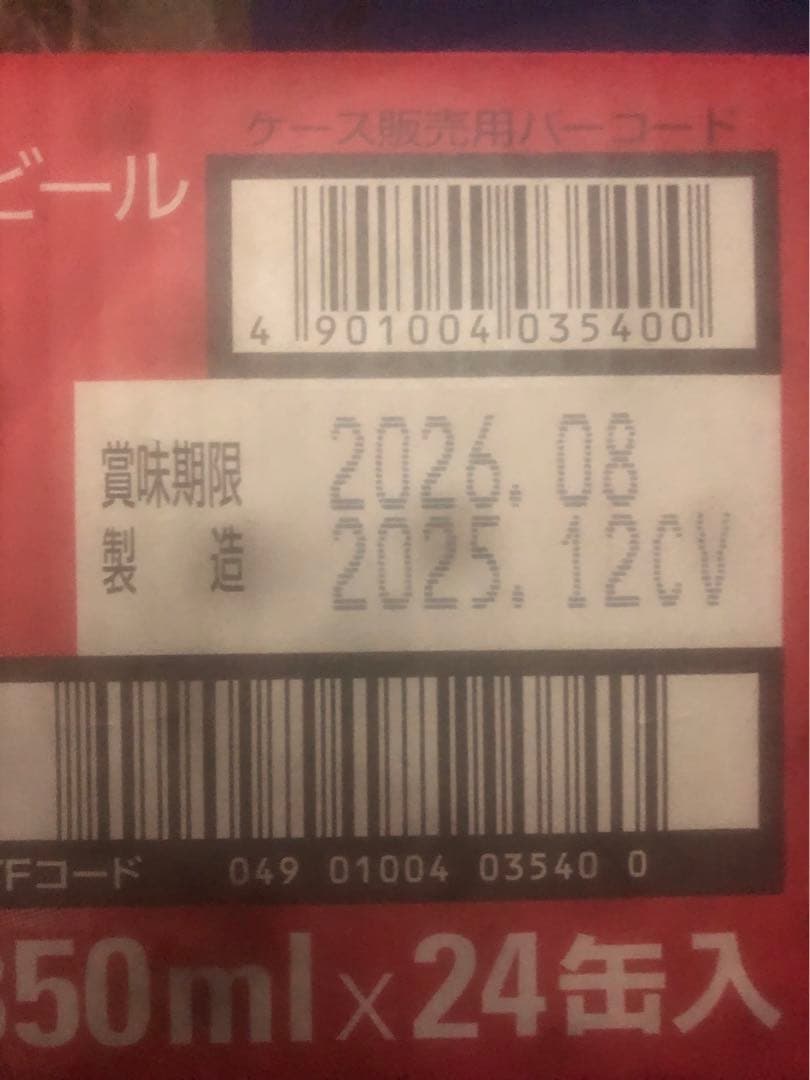 ケース販売用バーコード
ビール
4 901004 035400
賞味期限 2026.08
製造 2025.12CV
Fコード 049 01004 03540 0
350ml×24缶入